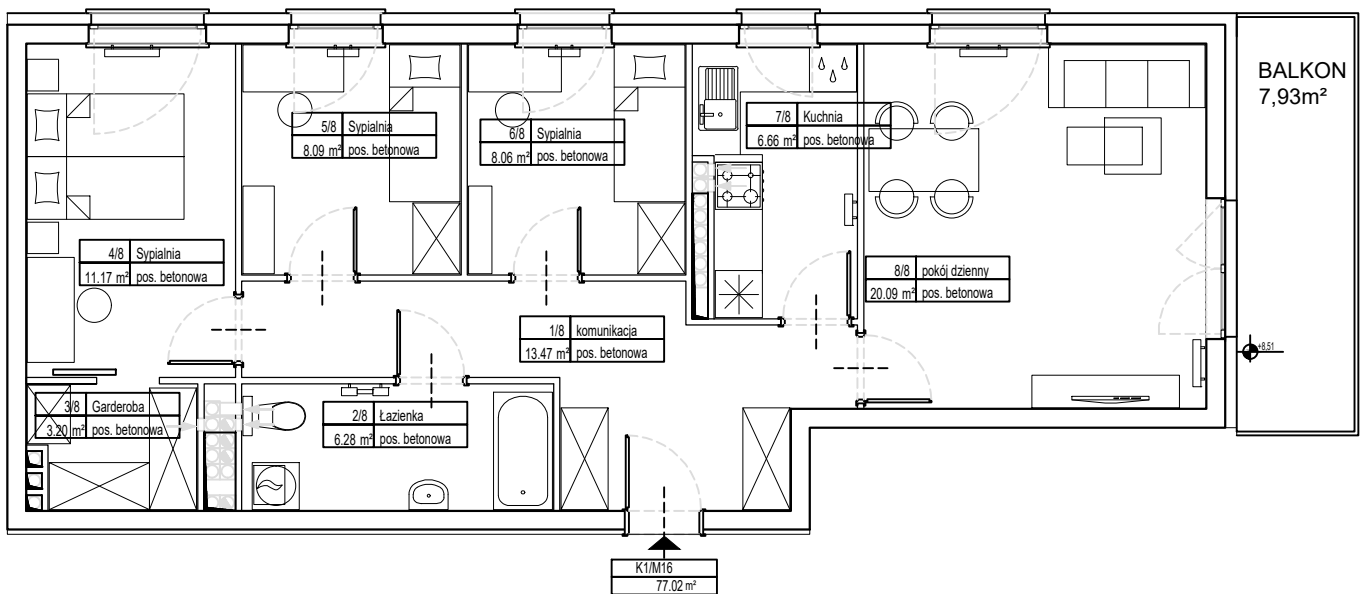 BALKON
7,93m²
5/8 Sypialnia
8.09 m² pos. betonowa
6/8 Sypialnia
8.06 m² pos. betonowa
7/8 Kuchnia
6.66 m² pos. betonowa
4/8 Sypialnia
11.17 m² pos. betonowa
8/8 pokój dzienny
20.09 m² pos. betonowa
1/8 komunikacja
13.47 m² pos. betonowa
+8,51
3/8 Garderoba
3.20 m² pos. betonowa
2/8 Łazienka
6.28 m² pos. betonowa
K1/M16
77.02 m²